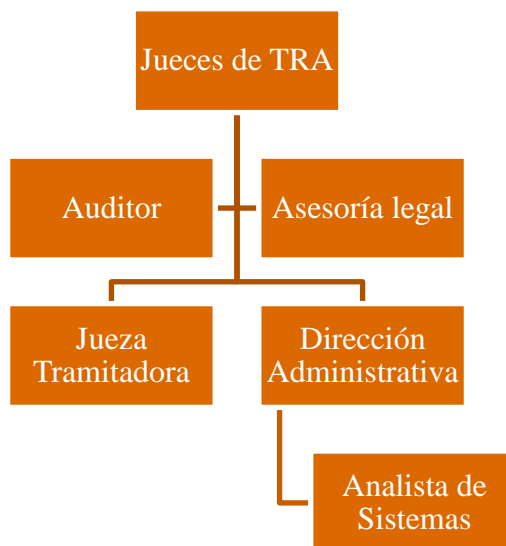 Jueces de TRA
Auditor
Asesoría legal
Jueza
Tramitadora
Dirección
Administrativa
Analista de
Sistemas